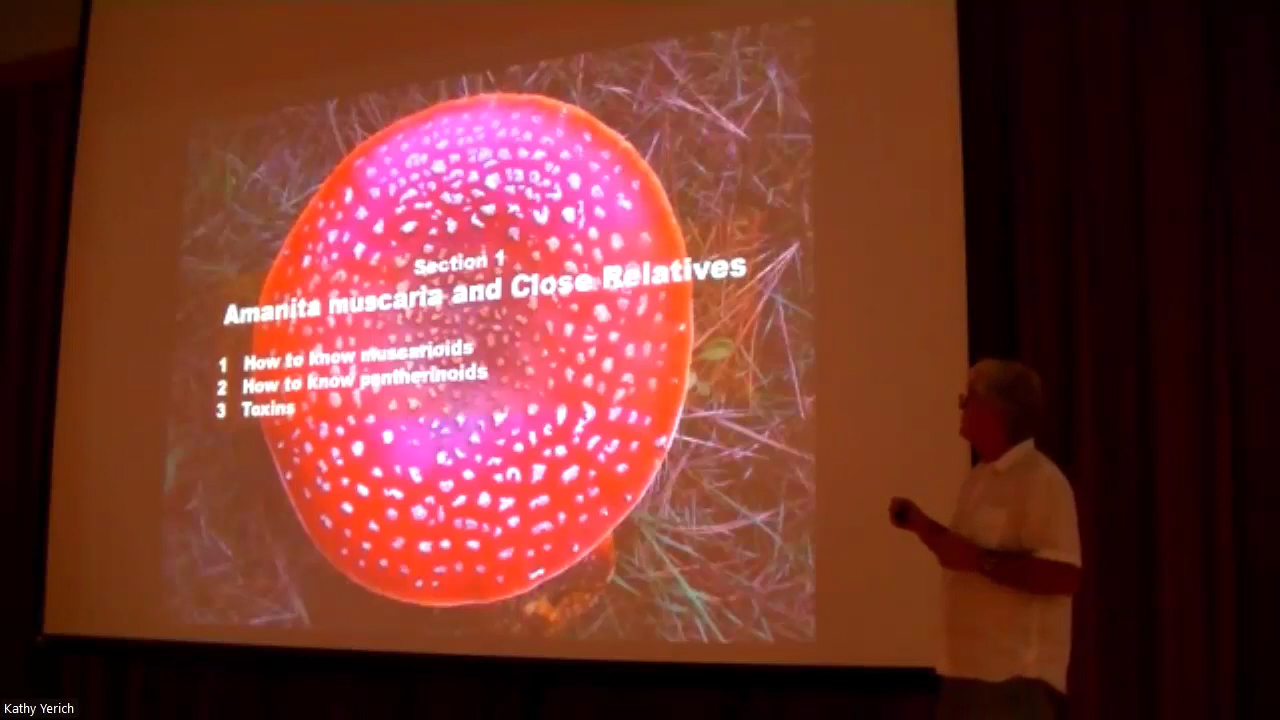 Section 1
Amanita muscaria and Close Relatives
1 How to know muscarioids
2 How to know pantherinoids
3 Toxins
Kathy Yerich